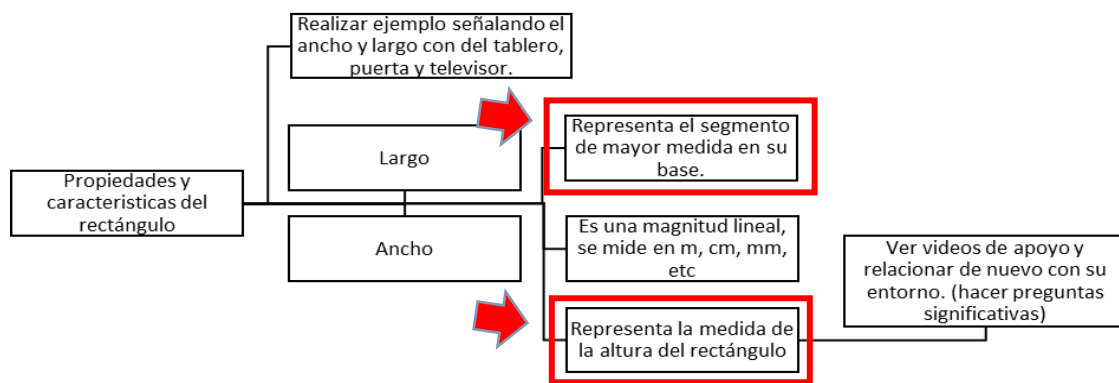 Realizar ejemplo señalando el
ancho y largo con del tablero,
puerta y televisor.
Representa el segmento
de mayor medida en su
base.
Largo
Propiedades y
caracteristicas del
rectángulo
Ancho
Es una magnitud lineal,
se mide en m, cm, mm,
etc
Ver videos de apoyo y
relacionar de nuevo con su
entorno. (hacer preguntas
significativas)
Representa la medida de
la altura del rectángulo